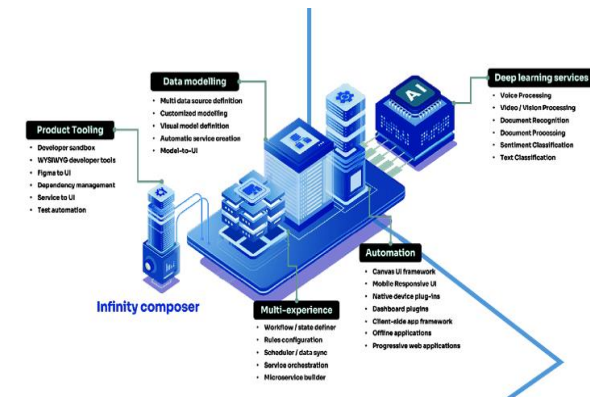 Data modelling
• Multi data source definition
• Customized modelling
• Visual model definition
• Automatic service creation
• Model-to-UI
Deep learning services
• Voice Processing
• Video / Vision Processing
• Document Recognition
• Document Processing
• Sentiment Classification
• Text Classification
AI
Product Tooling
• Developer sandbox
• WYSIWYG developer tools
• Figma to UI
• Dependency management
• Service to UI
• Test automation
Infinity composer
Automation
• Canvas UI framework
• Mobile Responsive UI
• Native device plug-ins
• Dashboard plugins
• Client-side app framework
• Offline applications
• Progressive web applications
Multi-experience
• Workflow / state definer
• Rules configuration
• Scheduler / data sync
• Service orchestration
• Microservice builder